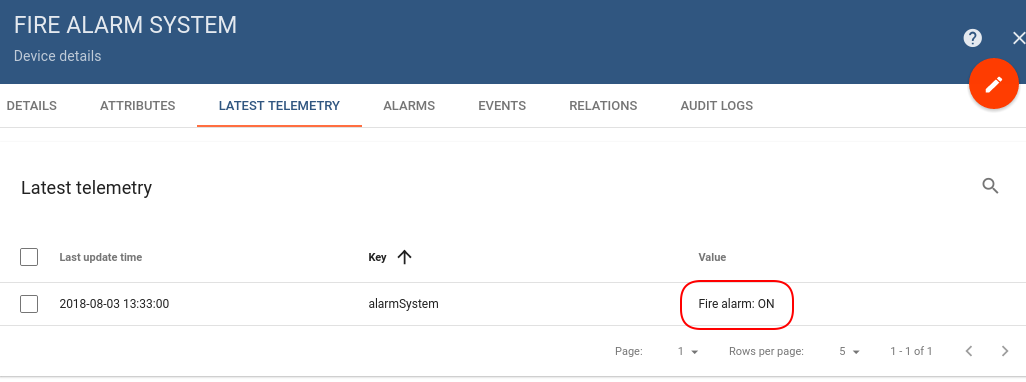 FIRE ALARM SYSTEM
Device details
DETAILS ATTRIBUTES LATEST TELEMETRY ALARMS EVENTS RELATIONS AUDIT LOGS
Latest telemetry
Last update time Key Value
2018-08-03 13:33:00 alarmSystem Fire alarm: ON
Page: 1 Rows per page: 5 1 - 1 of 1